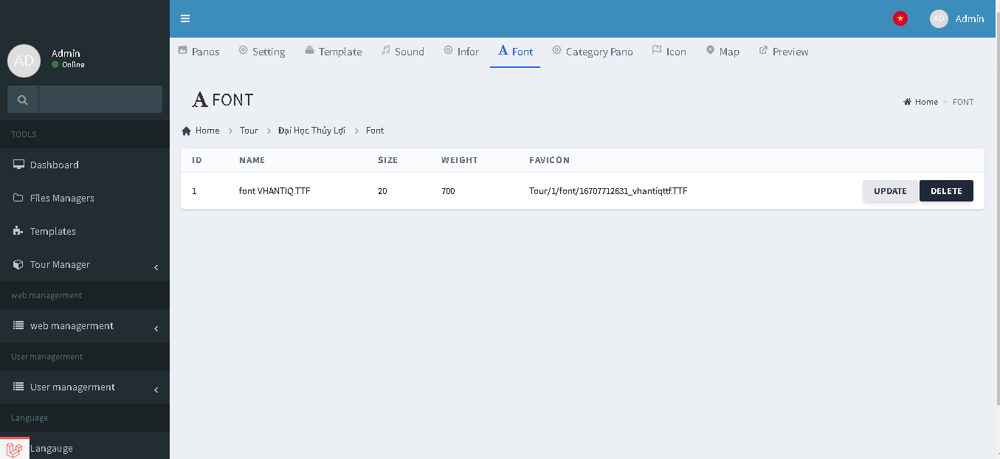 AD Admin
AD
Admin
Online
TOOLS
Dashboard
Files Managers
Templates
Tour Manager
web managerment
web managerment
User managerment
User managerment
Language
Langauge
Panos Setting Template Sound Infor Font Category Pano Icon Map Preview
FONT
Home > FONT
Home > Tour > Đại Học Thủy Lợi > Font
ID NAME SIZE WEIGHT FAVICON
1 font VHANTIQ.TTF 20 700 Tour/1/font/16707712631_vhantiqttf.TTF UPDATE DELETE